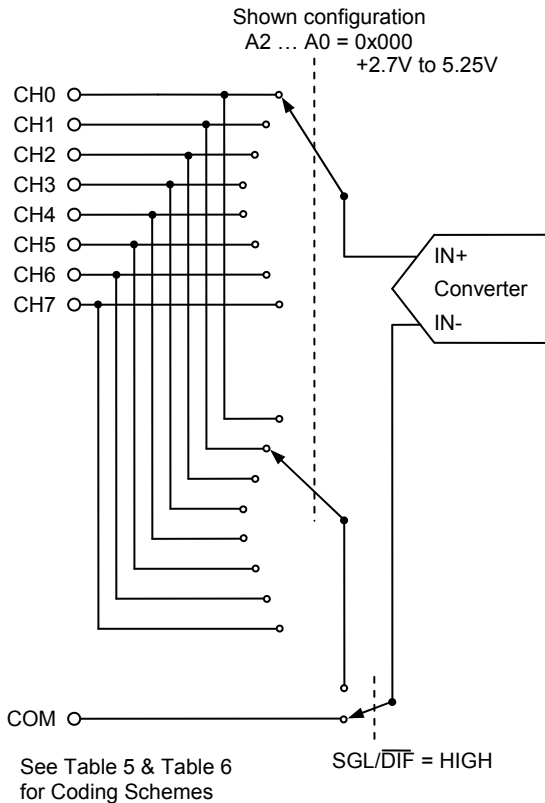 Shown configuration
A2 … A0 = 0x000
+2.7V to 5.25V
CH0
CH1
CH2
CH3
CH4
CH5
CH6
CH7
IN+
Converter
IN-
COM
SGL/DIF = HIGH
See Table 5 & Table 6
for Coding Schemes